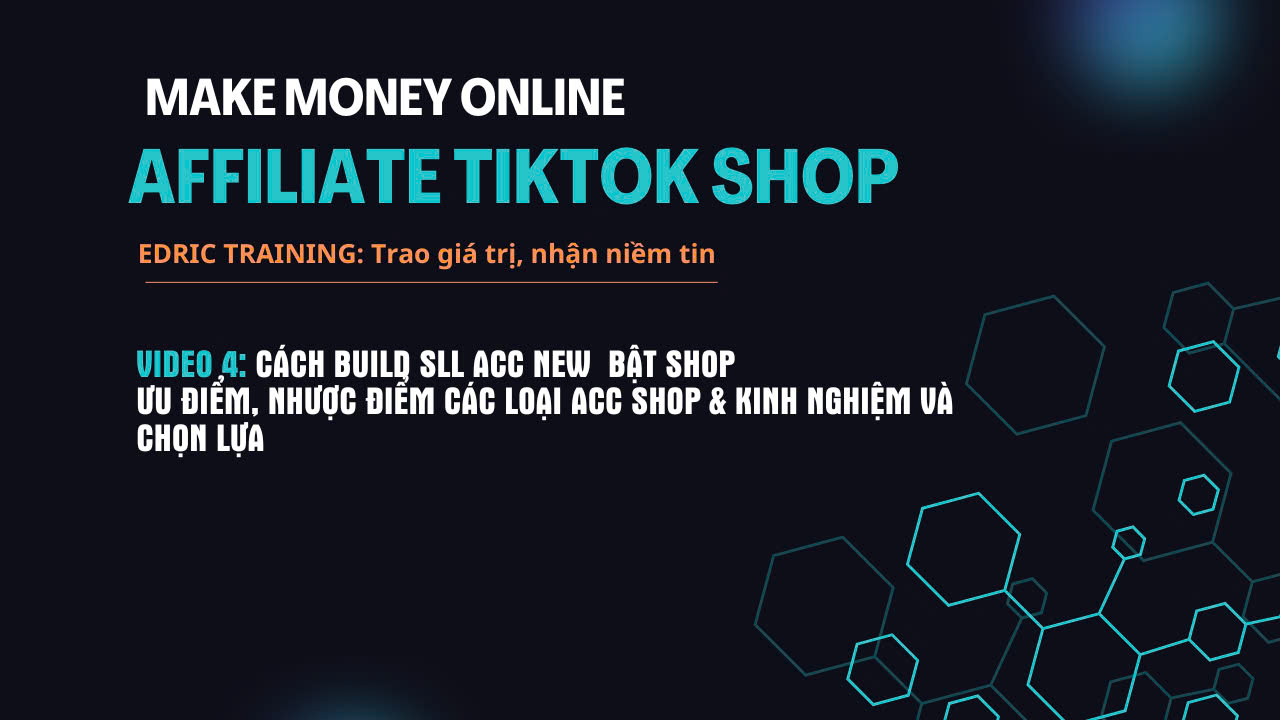 MAKE MONEY ONLINE
AFFILIATE TIKTOK SHOP
EDRIC TRAINING: Trao giá trị, nhận niềm tin
VIDEO 4: CÁCH BUILD SLL ACC NEW BẬT SHOP
ƯU ĐIỂM, NHƯỢC ĐIỂM CÁC LOẠI ACC SHOP & KINH NGHIỆM VÀ
CHỌN LỰA